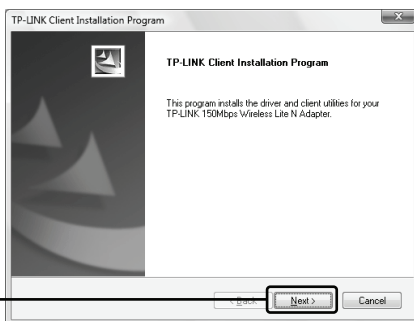 TP-LINK Client Installation Program
TP-LINK Client Installation Program
This program installs the driver and client utilities for your
TP-LINK 150Mbps Wireless Lite N Adapter.
< Back
Next >
Cancel